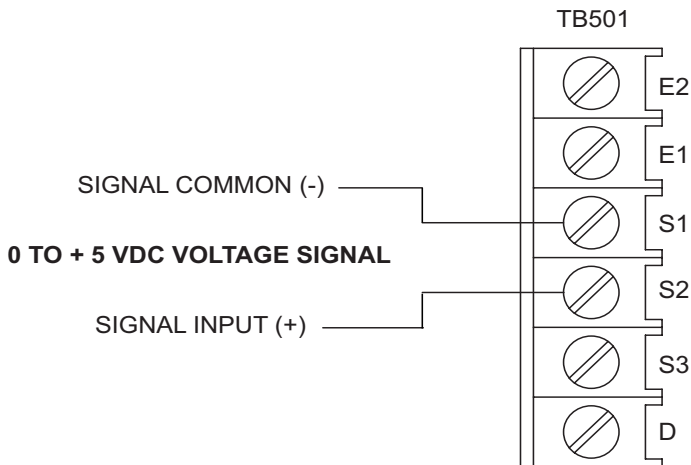 TB501
E2
E1
SIGNAL COMMON (-)
S1
0 TO + 5 VDC VOLTAGE SIGNAL
S2
SIGNAL INPUT (+)
S3
D